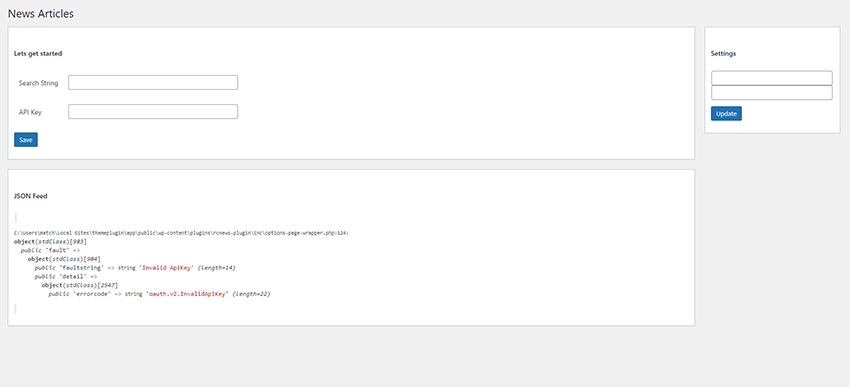 News Articles
Lets get started
Search String
API Key
Save
Settings
Update
JSON Feed
C:\Users\match\Local Sites\themeplugin\app\public\wp-content\plugins\rcnews-plugin\inc\options-page-wrapper.php:124:
object(stdClass)[983]
public 'fault' =>
object(stdClass)[984]
public 'faultstring' => string 'Invalid ApiKey' (length=14)
public 'detail' =>
object(stdClass)[2547]
public 'errorcode' => string 'oauth.v2.InvalidApiKey' (length=22)